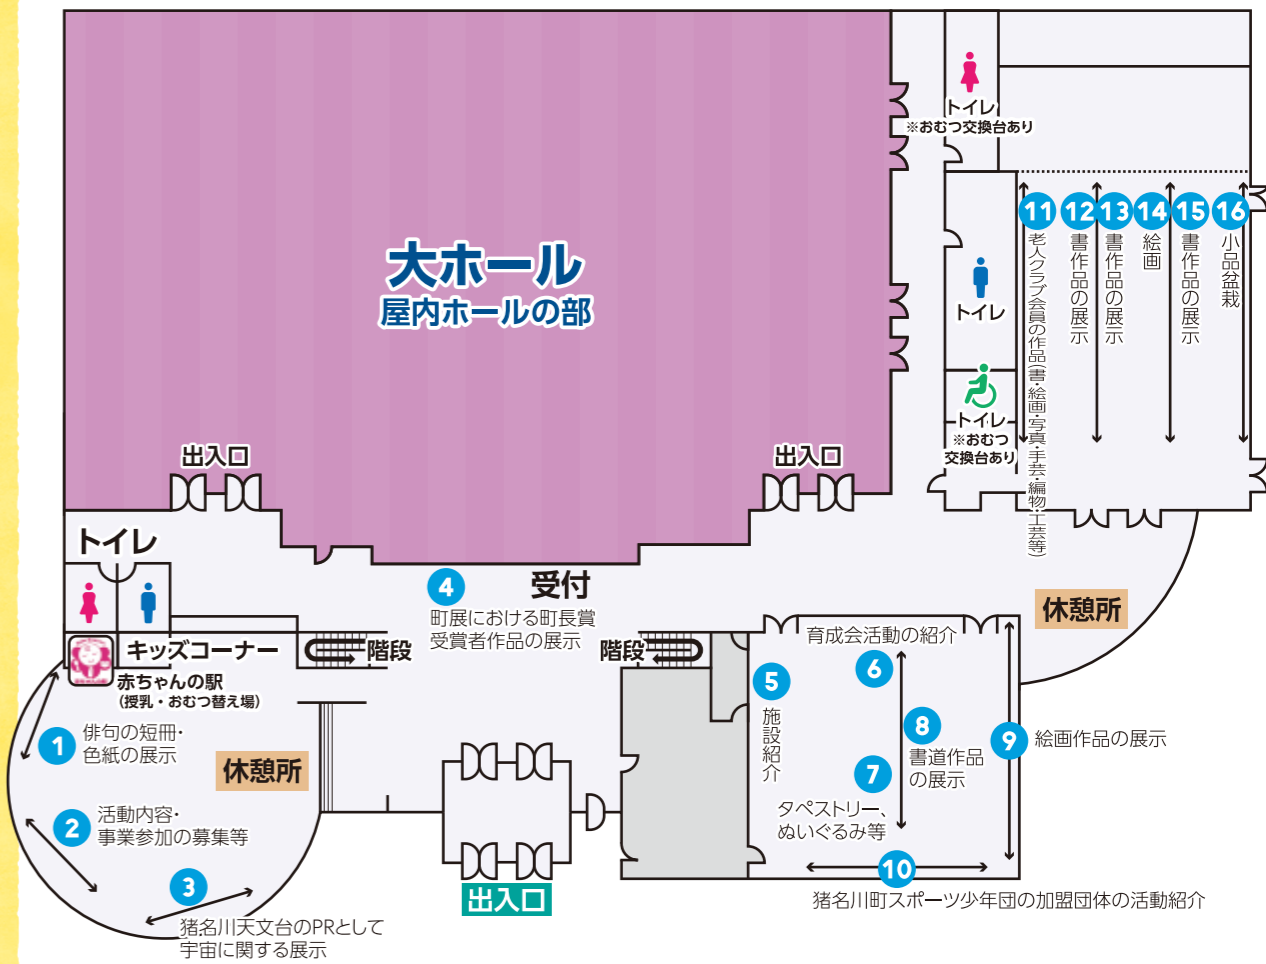 トイレ
※おむつ交換台あり
11
12
13
14
15
16
老人クラブ会員の作品(書・絵画・写真・手芸・編物・工芸等)
書作品の展示
書作品の展示
絵画
書作品の展示
小品盆栽
大ホール
屋内ホールの部
トイレ
トイレ
※おむつ
交換台あり
出入口
出入口
トイレ
4
受付
町展における町長賞
受賞者作品の展示
休憩所
キッズコーナー
階段
階段
赤ちゃんの駅
(授乳・おむつ替え場)
育成会活動の紹介
6
5
施設紹介
1
俳句の短冊・
色紙の展示
休憩所
8
書道作品
の展示
9
絵画作品の展示
7
タペストリー、
ぬいぐるみ等
2
活動内容・
事業参加の募集等
3
猪名川天文台のPRとして
宇宙に関する展示
出入口
10
猪名川町スポーツ少年団の加盟団体の活動紹介